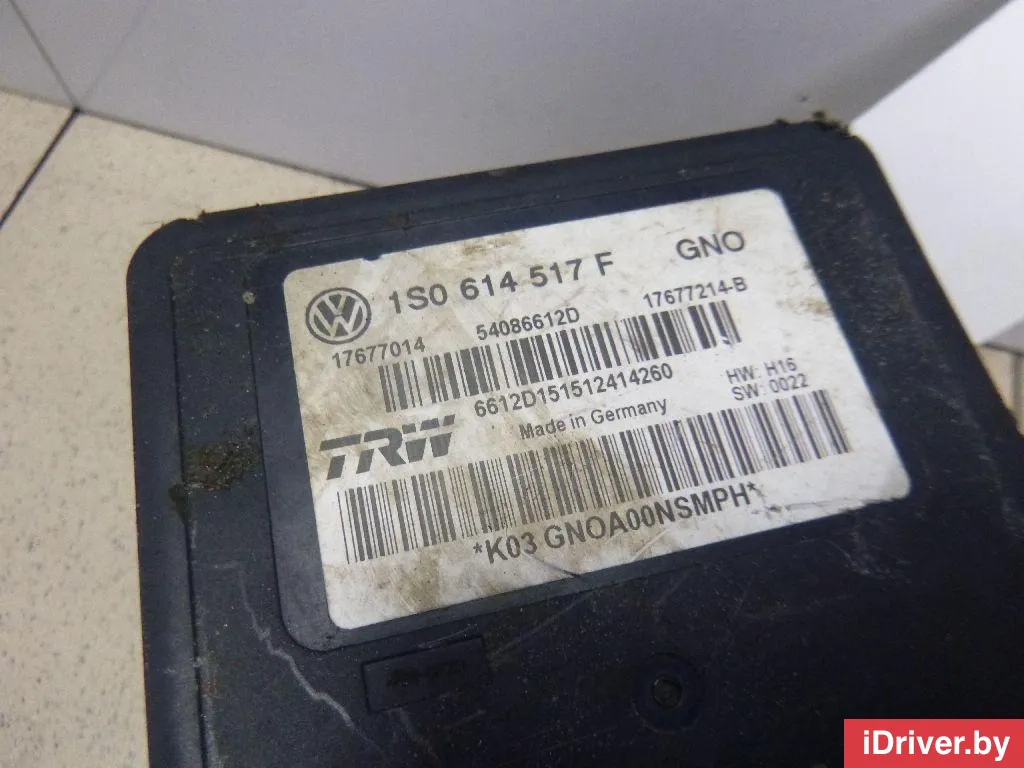 1S0 614 517 F GNO
17677014 54086612D 17677214-B
6612D151512414260
HW: H16
SW: 0022
TRW Made in Germany
*K03 GNOA00NSMPH*
iDriver.by